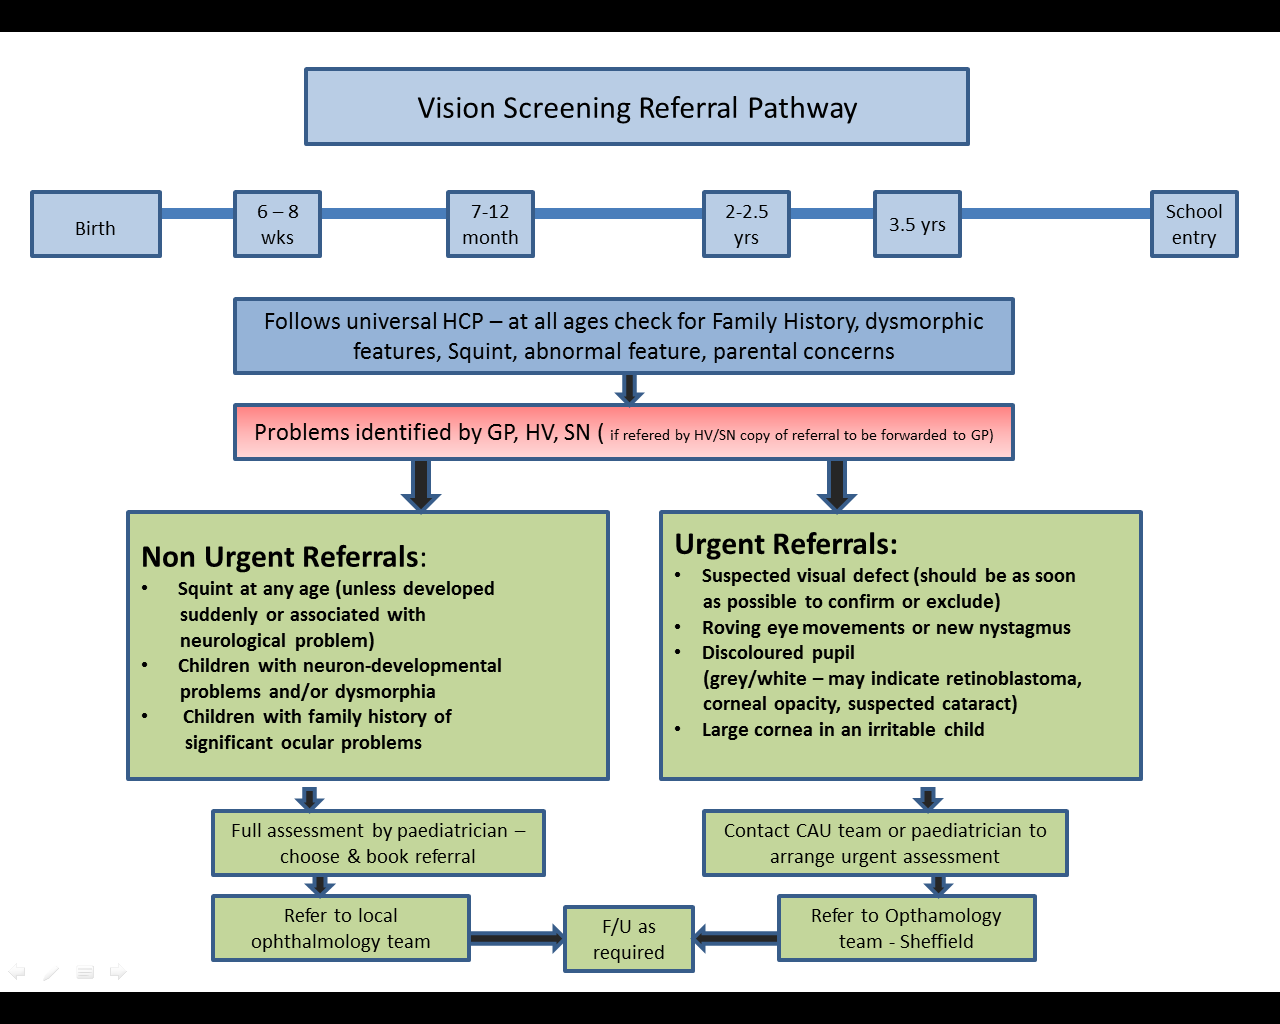 Vision Screening Referral Pathway
Birth
6 – 8
wks
7-12
month
2-2.5
yrs
3.5 yrs
School
entry
Follows universal HCP – at all ages check for Family History, dysmorphic
features, Squint, abnormal feature, parental concerns
Problems identified by GP, HV, SN ( if refered by HV/SN copy of referral to be forwarded to GP)
Non Urgent Referrals:
• Squint at any age (unless developed
suddenly or associated with
neurological problem)
• Children with neuron-developmental
problems and/or dysmorphia
• Children with family history of
significant ocular problems
Urgent Referrals:
• Suspected visual defect (should be as soon
as possible to confirm or exclude)
• Roving eye movements or new nystagmus
• Discoloured pupil
(grey/white – may indicate retinoblastoma,
corneal opacity, suspected cataract)
• Large cornea in an irritable child
Full assessment by paediatrician –
choose & book referral
Contact CAU team or paediatrician to
arrange urgent assessment
Refer to local
ophthalmology team
F/U as
required
Refer to Opthamology
team - Sheffield